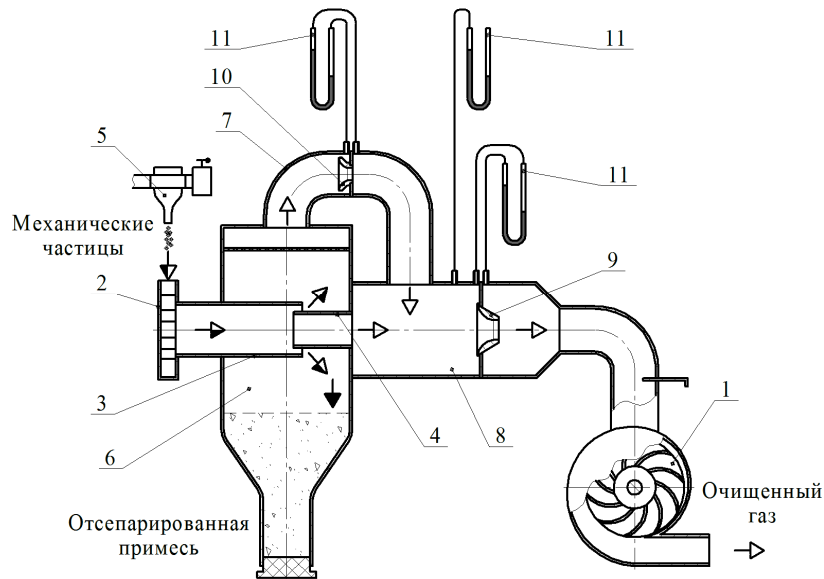 11
11
10
7
5
11
Механические
частицы
2
9
3
1
6
4
8
Очищенный
газ
Отсепарированная
примесь